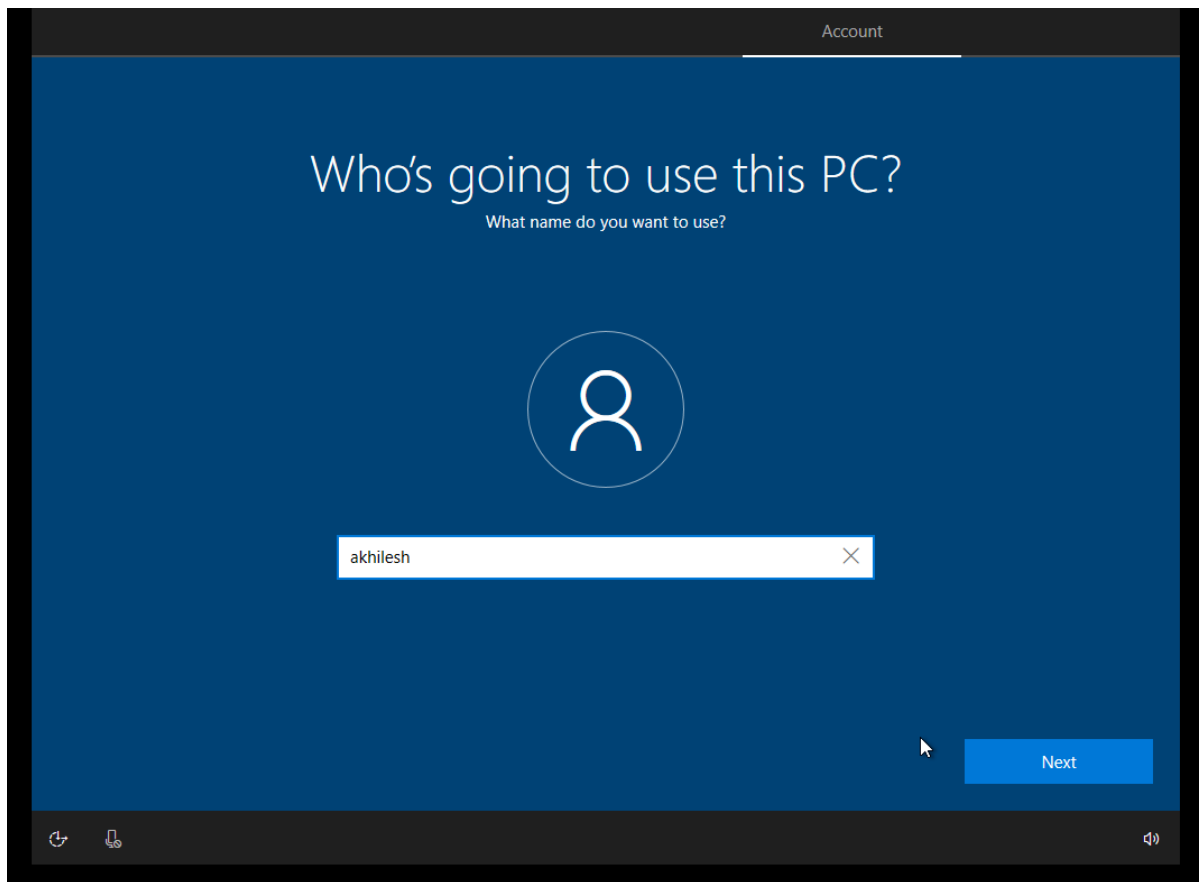 Account
Who's going to use this PC?
What name do you want to use?
akhilesh
Next